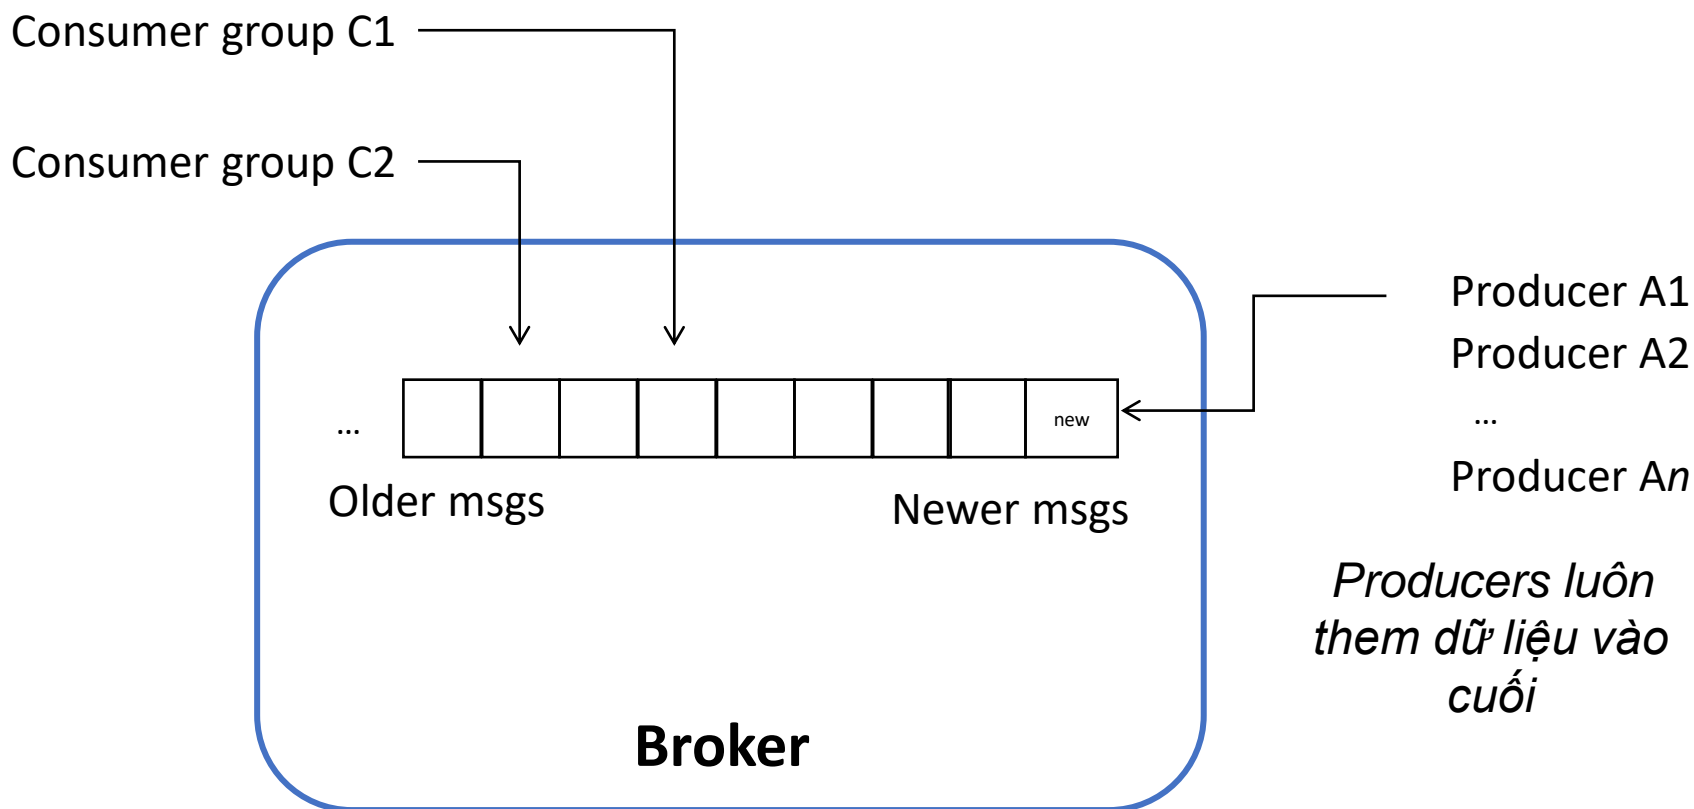 Consumer group C1
Consumer group C2
Producer A1
Producer A2
...
Producer An
...
new
Older msgs
Newer msgs
Producers luôn
them dữ liệu vào
cuối
Broker